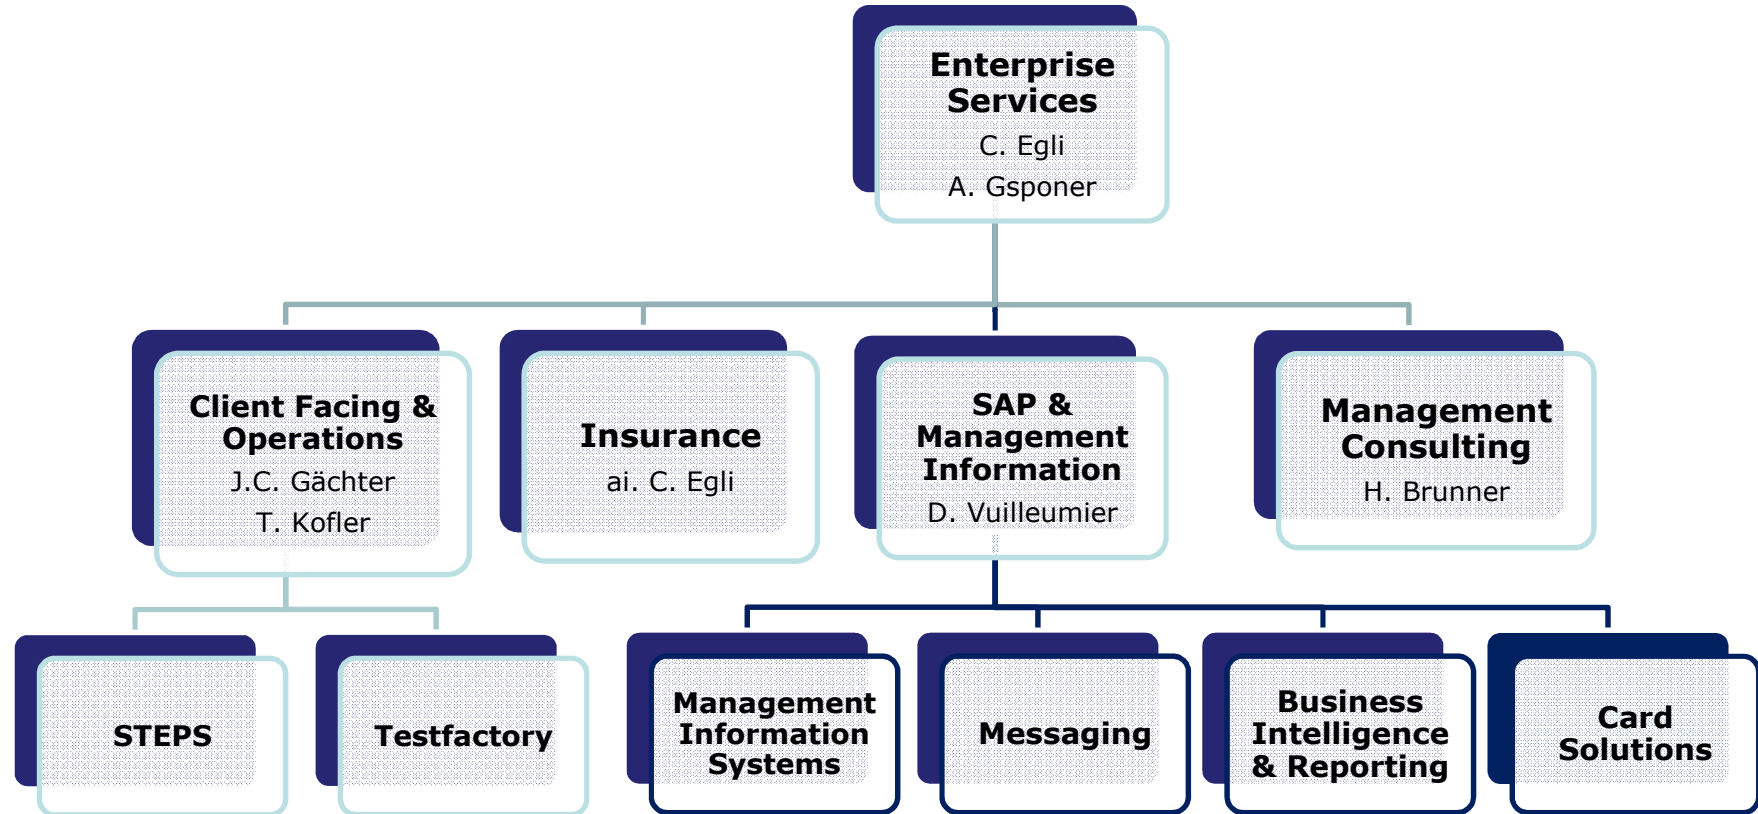 Enterprise
Services
C. Egli
A. Gsponer
Client Facing &
Operations
J.C. Gächter
T. Kofler
Insurance
ai. C. Egli
SAP &
Management
Information
D. Vuilleumier
Management
Consulting
H. Brunner
STEPS
Testfactory
Management
Information
Systems
Messaging
Business
Intelligence
& Reporting
Card
Solutions